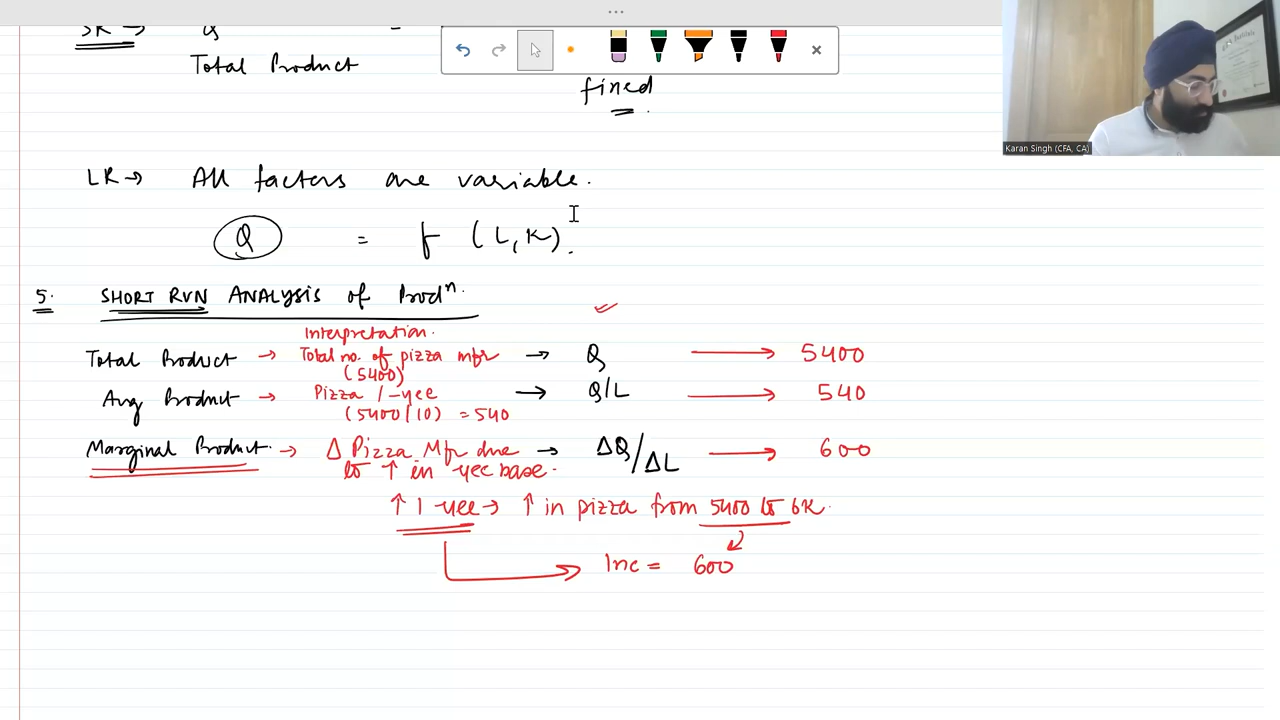 SR → Q =
Total Product
fixed
LR → All factors are variable.
Q = f (L, K).
5. SHORT RUN ANALYSIS of Prodⁿ.
Interpretation.
Total Product → Total no. of pizza mfr → Q → 5400
(5400)
Avg Product → Pizza / -yee → Q/L → 540
(5400/10) = 540
Marginal Product. → Δ Pizza Mfr due → ΔQ/ΔL → 600
to ↑ in yee base.
↑ 1 yee → ↑ in pizza from 5400 to 6K.
Inc = 600
Karan Singh (CFA, CA)